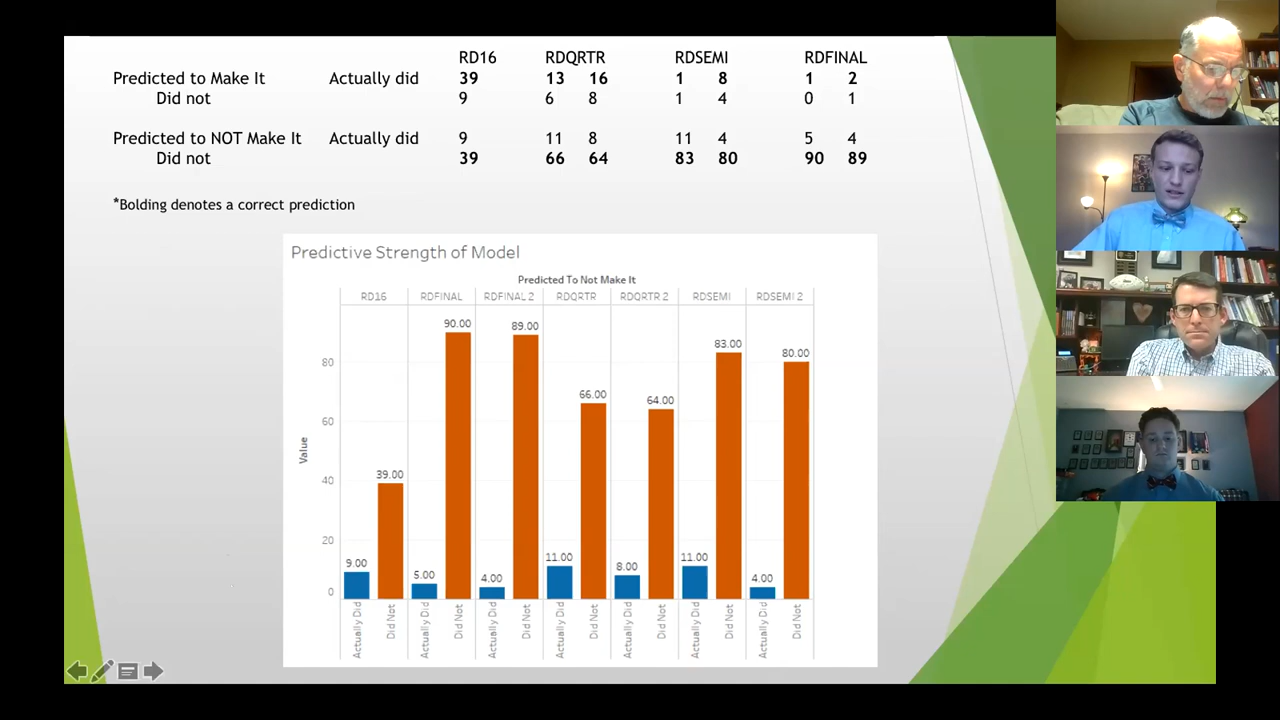 RD16 RDQRTR RDSEMI RDFINAL
Predicted to Make It Actually did 39 13 16 1 8 1 2
Did not 9 6 8 1 4 0 1
Predicted to NOT Make It Actually did 9 11 8 11 4 5 4
Did not 39 66 64 83 80 90 89
*Bolding denotes a correct prediction
Predictive Strength of Model
Predicted To Not Make It
RD16 RDFINAL RDFINAL 2 RDQRTR RDQRTR 2 RDSEMI RDSEMI 2
90.00
89.00
83.00
80.00
80
66.00
64.00
60
Value
39.00
40
20
9.00
5.00
4.00
11.00
8.00
11.00
4.00
0
Actually Did Did Not Actually Did Did Not Actually Did Did Not Actually Did Did Not Actually Did Did Not Actually Did Did Not Actually Did Did Not